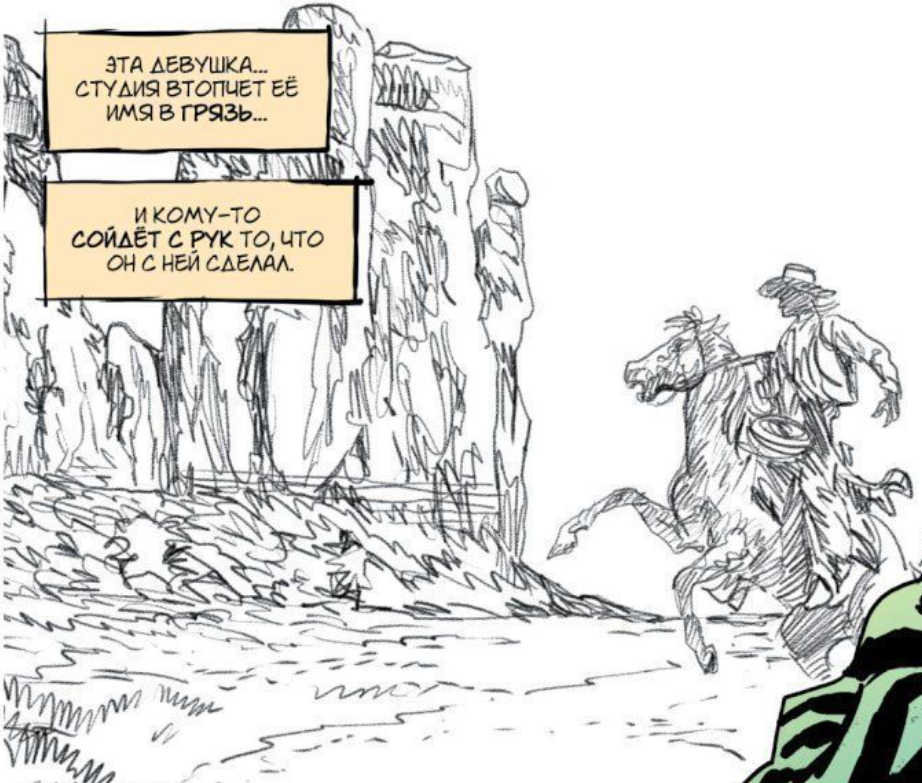 ЭТА ДЕВУШКА...
СТУДИЯ ВТОПЧЕТ ЕЁ
ИМЯ В ГРЯЗЬ...
И КОМУ-ТО
СОЙДЁТ С РУК ТО, ЧТО
ОН С НЕЙ СДЕЛАЛ.